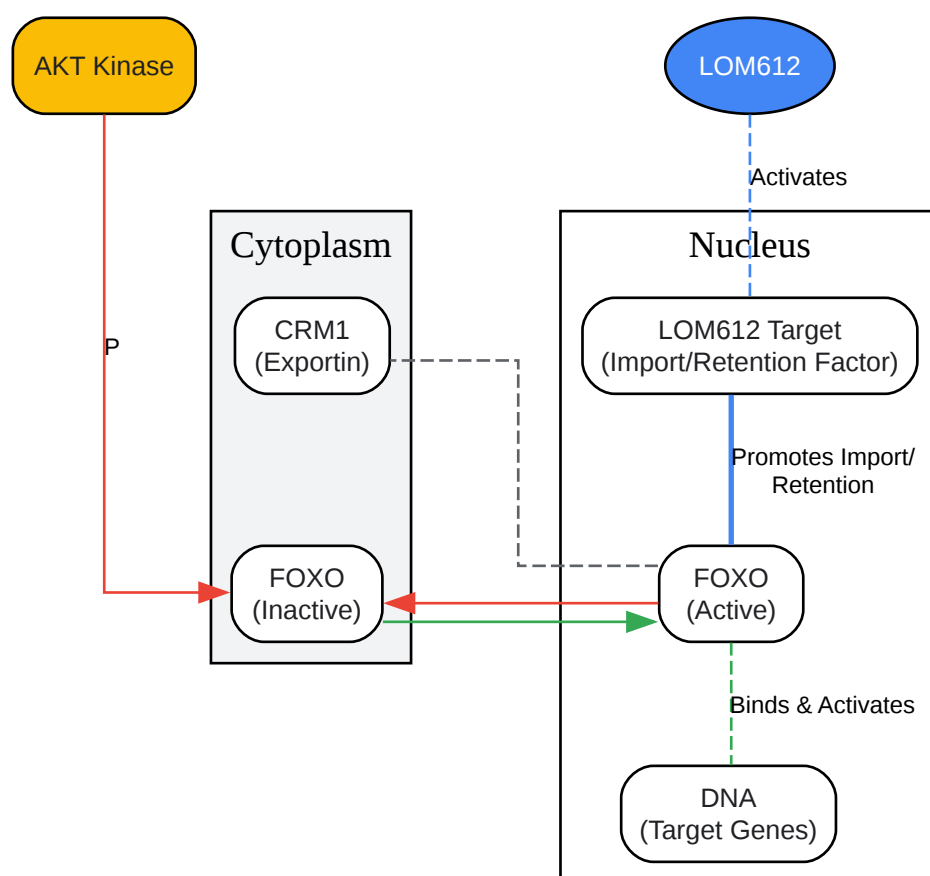 AKT Kinase
LOM612
Activates
Cytoplasm
Nucleus
CRM1
(Exportin)
LOM612 Target
(Import/Retention Factor)
P
Promotes Import/
Retention
FOXO
(Inactive)
FOXO
(Active)
Binds & Activates
DNA
(Target Genes)